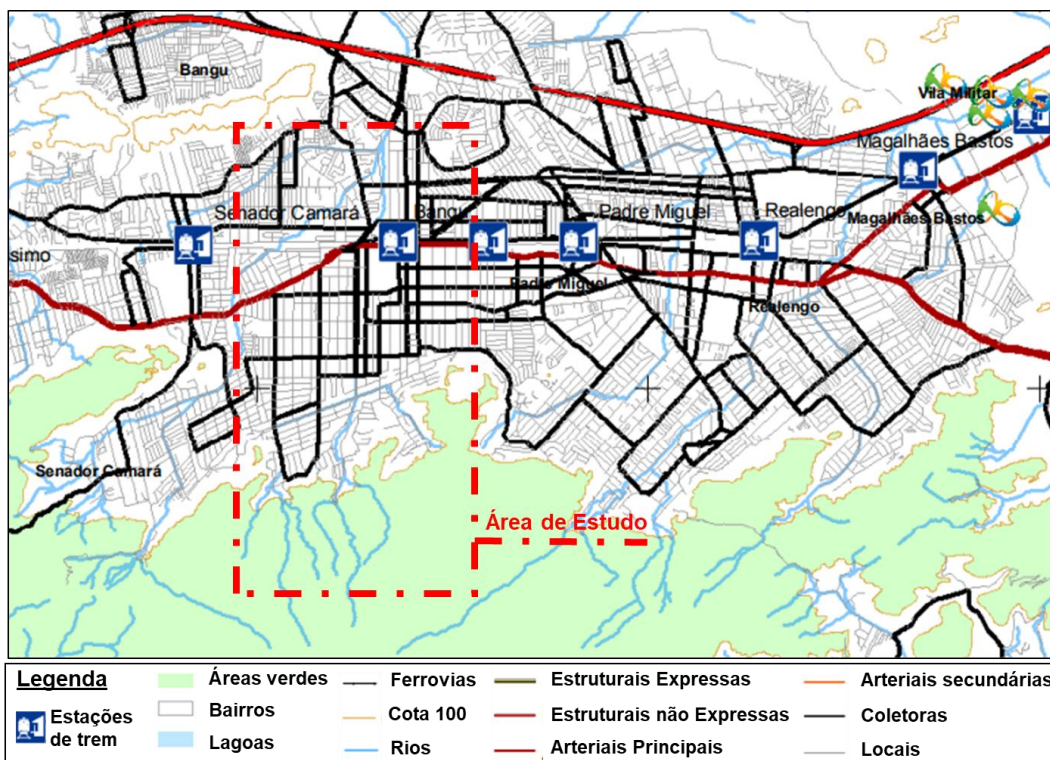 Bangu
Vila Militar
Magalhães Bastos
Senador Camará
Bangu
Padre Miguel
Realengo
Magalhães Bastos
simo
Padre Miguel
Realengo
Senador Camará
Área de Estudo
Legenda
Estações
de trem
Áreas verdes
Bairros
Lagoas
Ferrovias
Cota 100
Rios
Estruturais Expressas
Estruturais não Expressas
Arteriais Principais
Arteriais secundárias
Coletoras
Locais